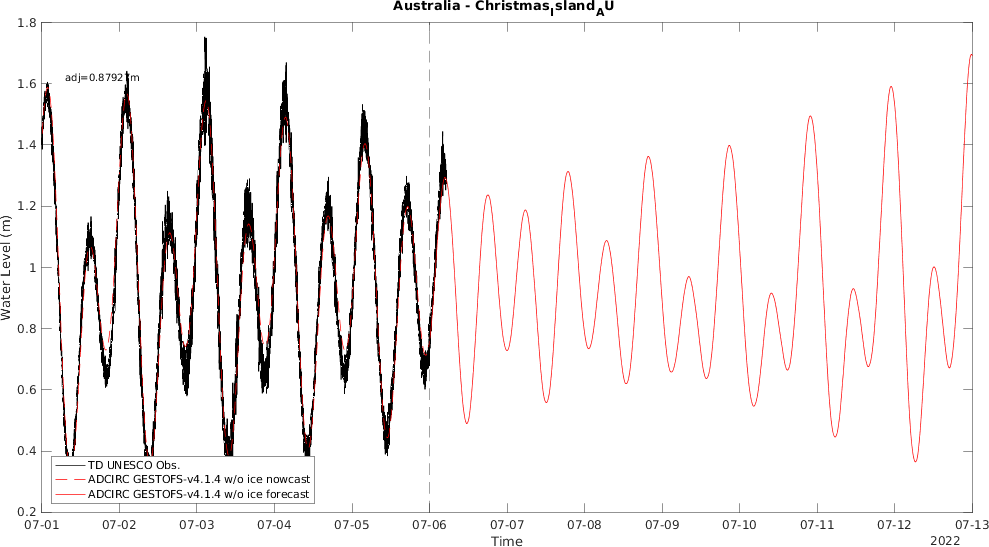 Australia - ChristmasIslandAU
1.8
1.6
1.4
1.2
1
0.8
0.6
0.4
0.2
Water Level (m)
adj=0.87921m
TD UNESCO Obs.
ADCIRC GESTOFS-v4.1.4 w/o ice nowcast
ADCIRC GESTOFS-v4.1.4 w/o ice forecast
07-01 07-02 07-03 07-04 07-05 07-06 07-07 07-08 07-09 07-10 07-11 07-12 07-13
Time
2022